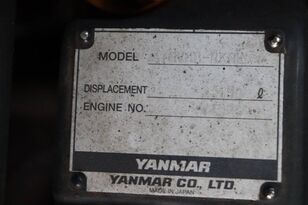 MODEL
DISPLACEMENT ℓ
ENGINE NO.
YANMAR
YANMAR CO., LTD.
MADE IN JAPAN